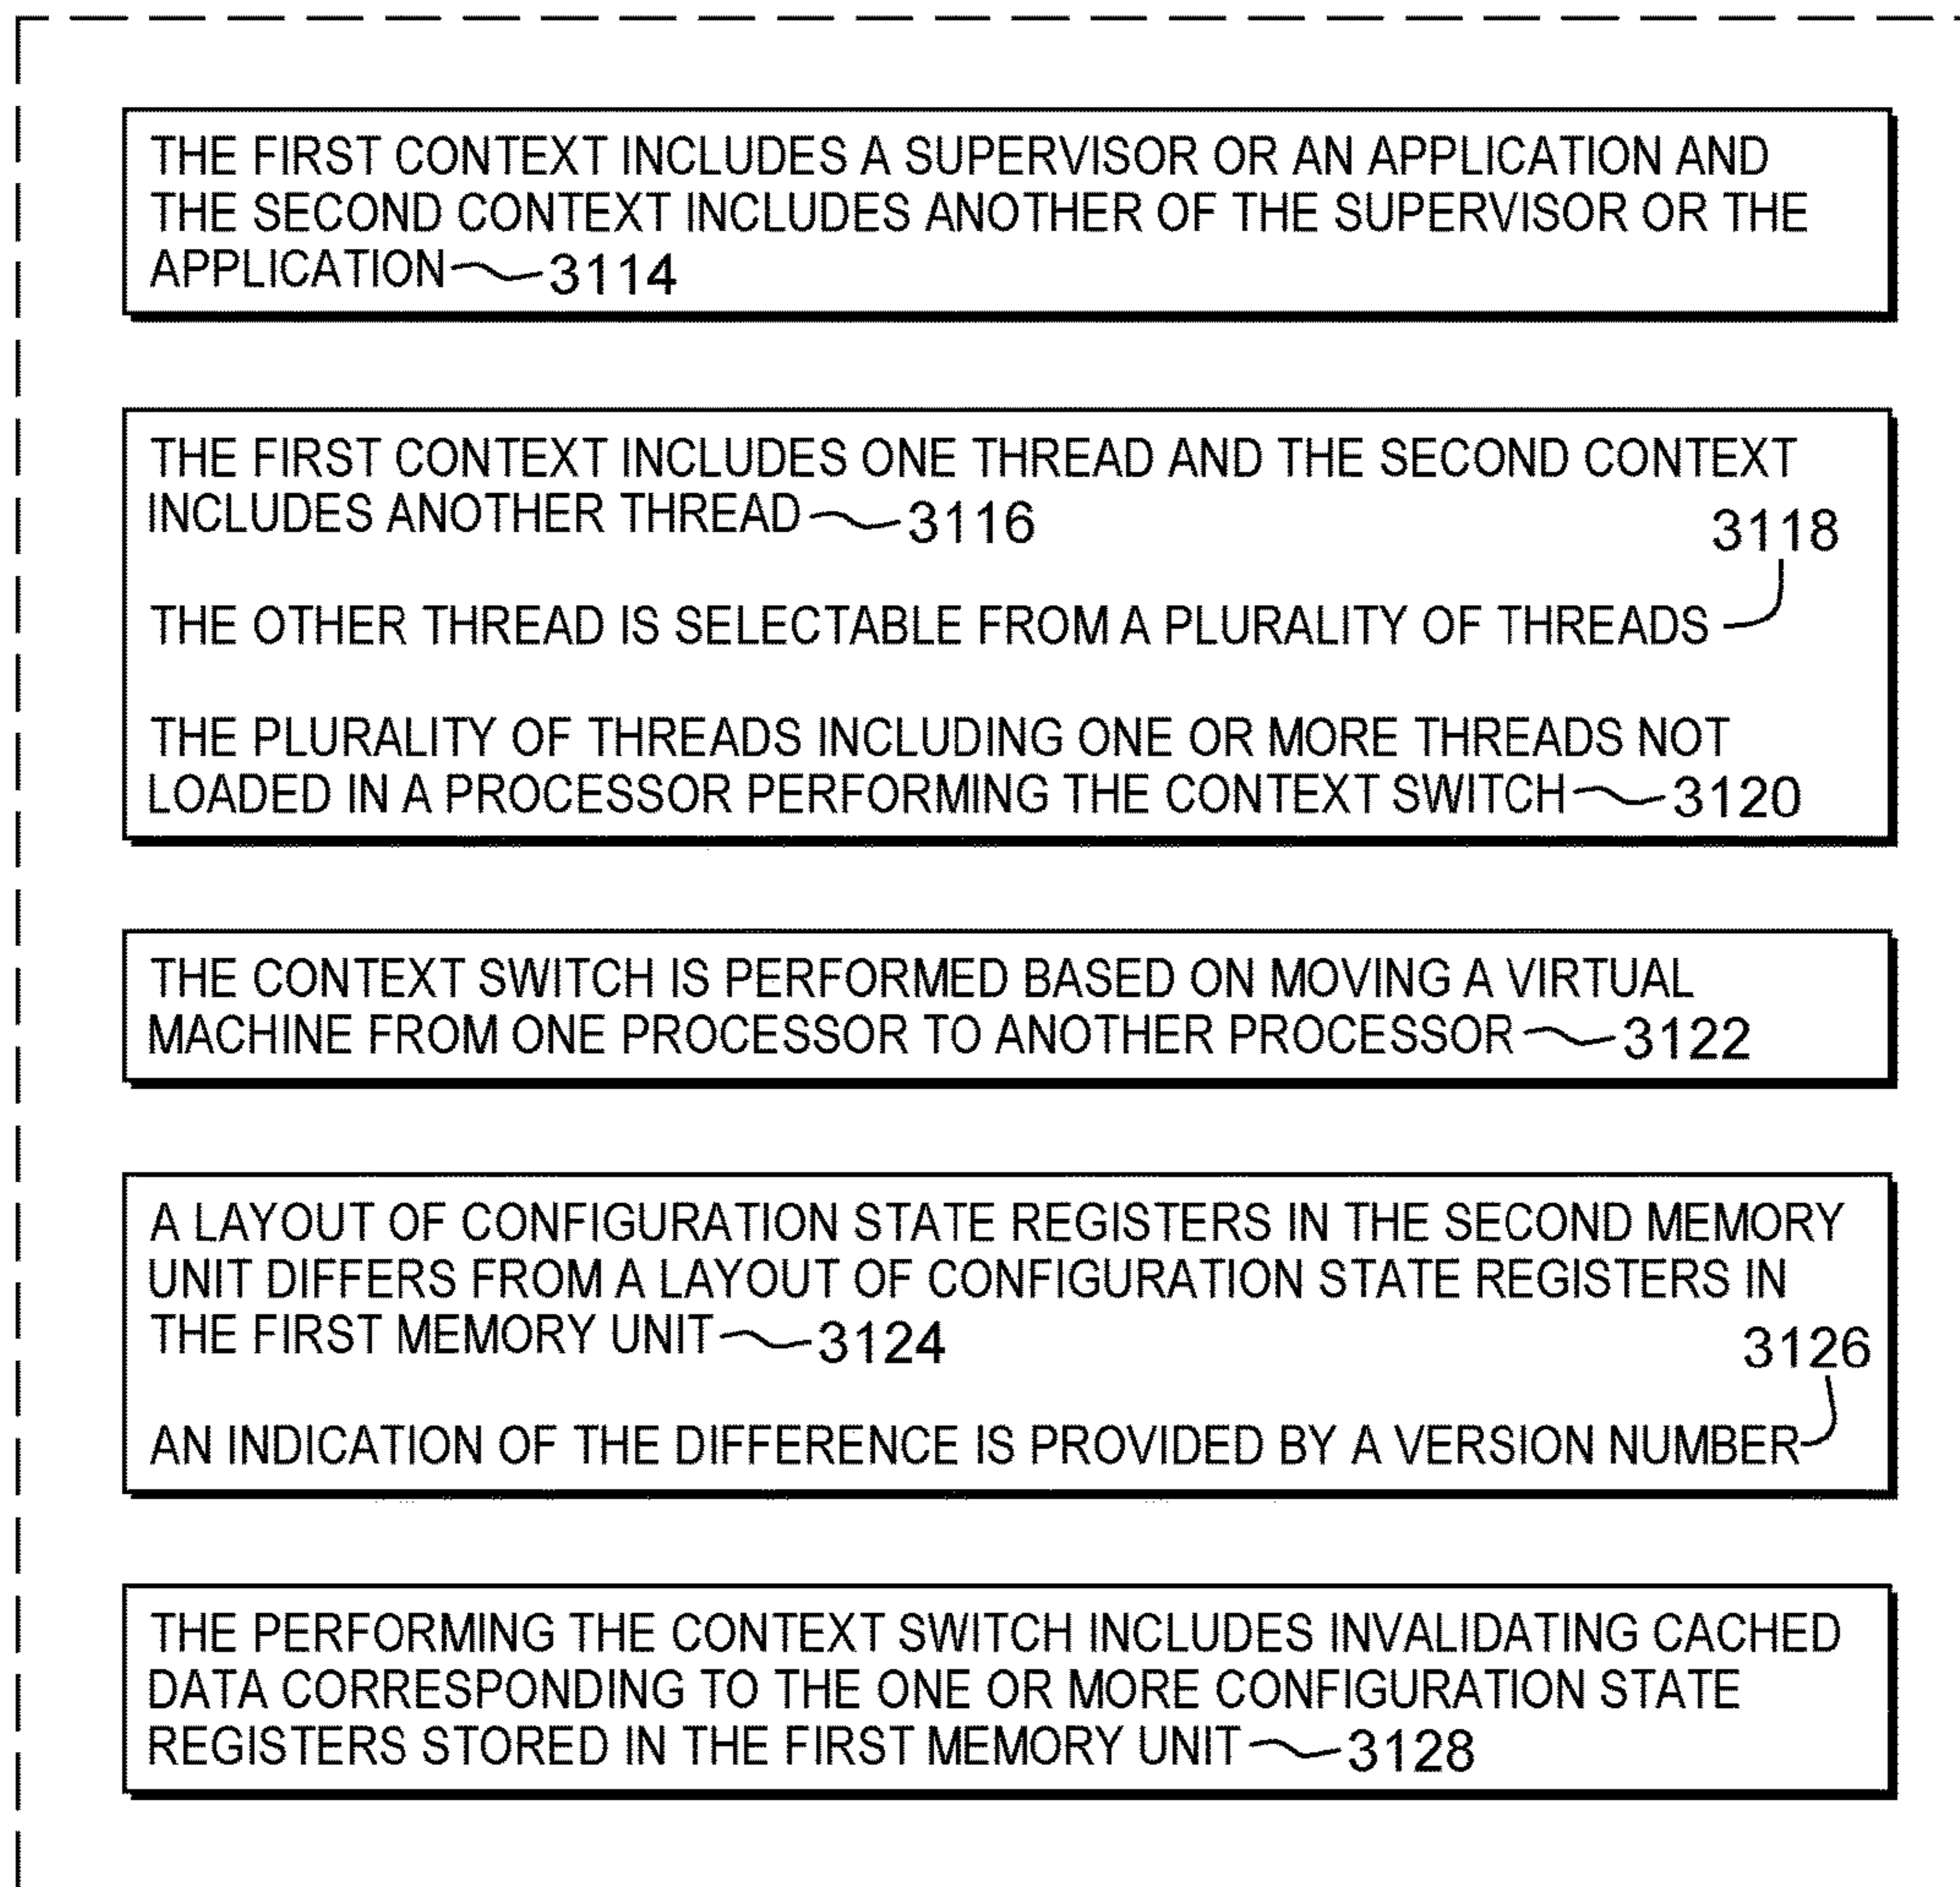 THE FIRST CONTEXT INCLUDES A SUPERVISOR OR AN APPLICATION AND
THE SECOND CONTEXT INCLUDES ANOTHER OF THE SUPERVISOR OR THE
APPLICATION 3114
THE FIRST CONTEXT INCLUDES ONE THREAD AND THE SECOND CONTEXT
INCLUDES ANOTHER THREAD 3116 3118
THE OTHER THREAD IS SELECTABLE FROM A PLURALITY OF THREADS
THE PLURALITY OF THREADS INCLUDING ONE OR MORE THREADS NOT
LOADED IN A PROCESSOR PERFORMING THE CONTEXT SWITCH 3120
THE CONTEXT SWITCH IS PERFORMED BASED ON MOVING A VIRTUAL
MACHINE FROM ONE PROCESSOR TO ANOTHER PROCESSOR 3122
A LAYOUT OF CONFIGURATION STATE REGISTERS IN THE SECOND MEMORY
UNIT DIFFERS FROM A LAYOUT OF CONFIGURATION STATE REGISTERS IN
THE FIRST MEMORY UNIT 3124 3126
AN INDICATION OF THE DIFFERENCE IS PROVIDED BY A VERSION NUMBER
THE PERFORMING THE CONTEXT SWITCH INCLUDES INVALIDATING CACHED
DATA CORRESPONDING TO THE ONE OR MORE CONFIGURATION STATE
REGISTERS STORED IN THE FIRST MEMORY UNIT 3128